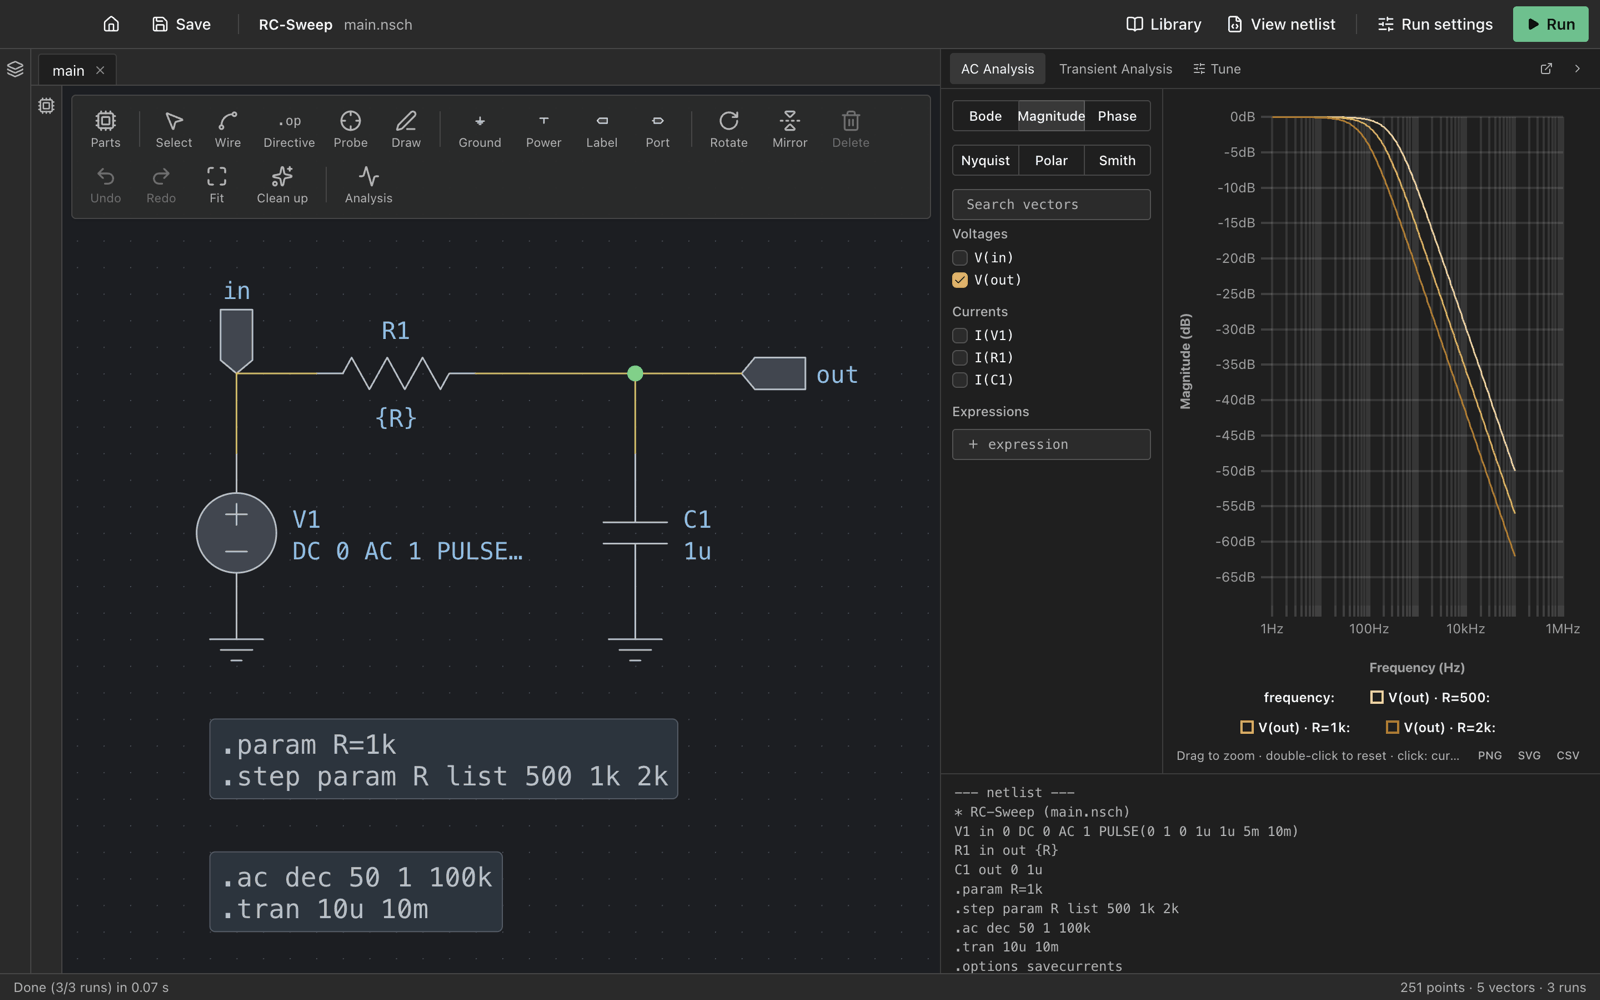 Save
RC-Sweep main.nsch
Library
View netlist
Run settings
Run
main
AC Analysis
Transient Analysis
Tune
Parts
Select
Wire
.op
Directive
Probe
Draw
Ground
Power
Label
Port
Rotate
Mirror
Delete
Undo
Redo
Fit
Clean up
Analysis
in
R1
{R}
out
V1
DC 0 AC 1 PULSE…
C1
1u
.param R=1k
.step param R list 500 1k 2k
.ac dec 50 1 100k
.tran 10u 10m
Bode Magnitude Phase
Nyquist Polar Smith
Search vectors
Voltages
V(in)
V(out)
Currents
I(V1)
I(R1)
I(C1)
Expressions
+ expression
Magnitude (dB)
0dB
-5dB
-10dB
-15dB
-20dB
-25dB
-30dB
-35dB
-40dB
-45dB
-50dB
-55dB
-60dB
-65dB
1Hz 100Hz 10kHz 1MHz
Frequency (Hz)
frequency: V(out) · R=500:
V(out) · R=1k: V(out) · R=2k:
Drag to zoom · double-click to reset · click: cur… PNG SVG CSV
--- netlist ---
* RC-Sweep (main.nsch)
V1 in 0 DC 0 AC 1 PULSE(0 1 0 1u 1u 5m 10m)
R1 in out {R}
C1 out 0 1u
.param R=1k
.step param R list 500 1k 2k
.ac dec 50 1 100k
.tran 10u 10m
.options savecurrents
Done (3/3 runs) in 0.07 s
251 points · 5 vectors · 3 runs